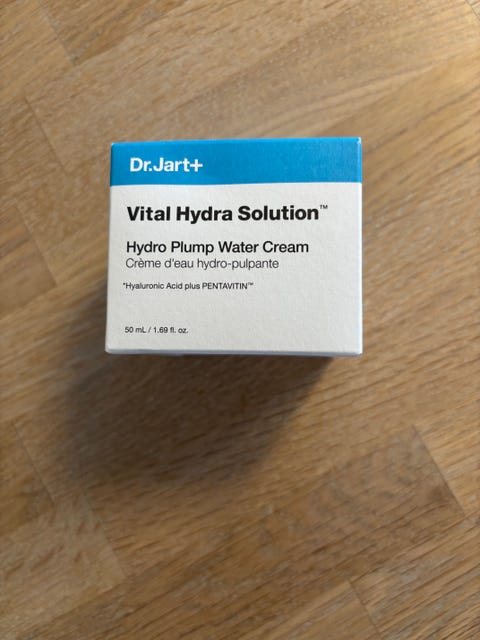 Dr.Jart+
Vital Hydra Solution™
Hydro Plump Water Cream
Crème d'eau hydro-pulpante
*Hyaluronic Acid plus PENTAVITIN™
50 mL / 1.69 fl. oz.